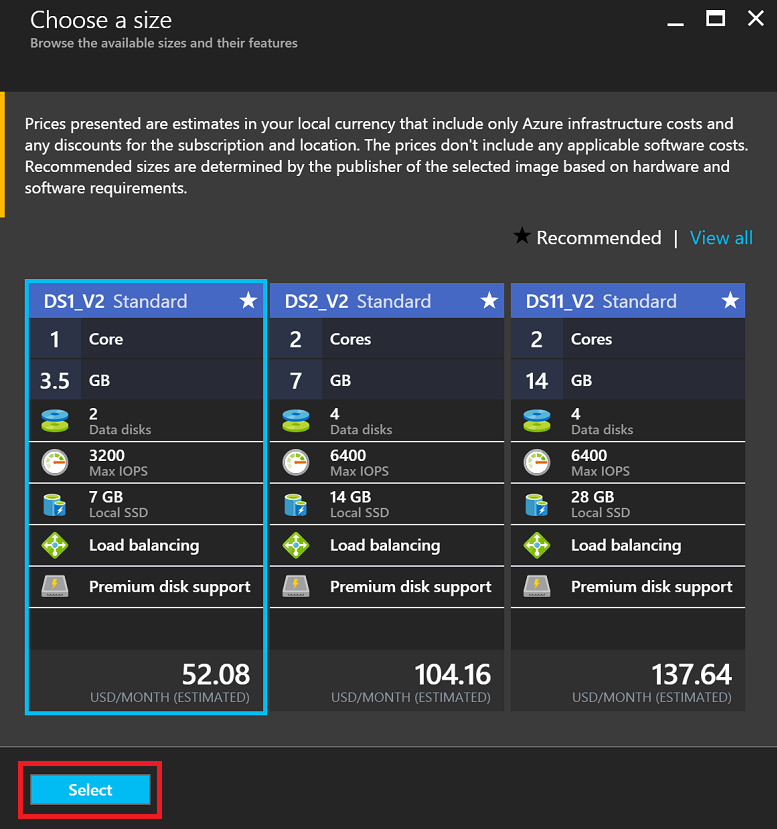 Choose a size
Browse the available sizes and their features
Prices presented are estimates in your local currency that include only Azure infrastructure costs and
any discounts for the subscription and location. The prices don't include any applicable software costs.
Recommended sizes are determined by the publisher of the selected image based on hardware and
software requirements.
★ Recommended | View all
DS1_V2 Standard ★
1 Core
3.5 GB
2
Data disks
3200
Max IOPS
7 GB
Local SSD
Load balancing
Premium disk support
52.08
USD/MONTH (ESTIMATED)
DS2_V2 Standard ★
2 Cores
7 GB
4
Data disks
6400
Max IOPS
14 GB
Local SSD
Load balancing
Premium disk support
104.16
USD/MONTH (ESTIMATED)
DS11_V2 Standard ★
2 Cores
14 GB
4
Data disks
6400
Max IOPS
28 GB
Local SSD
Load balancing
Premium disk support
137.64
USD/MONTH (ESTIMATED)
Select